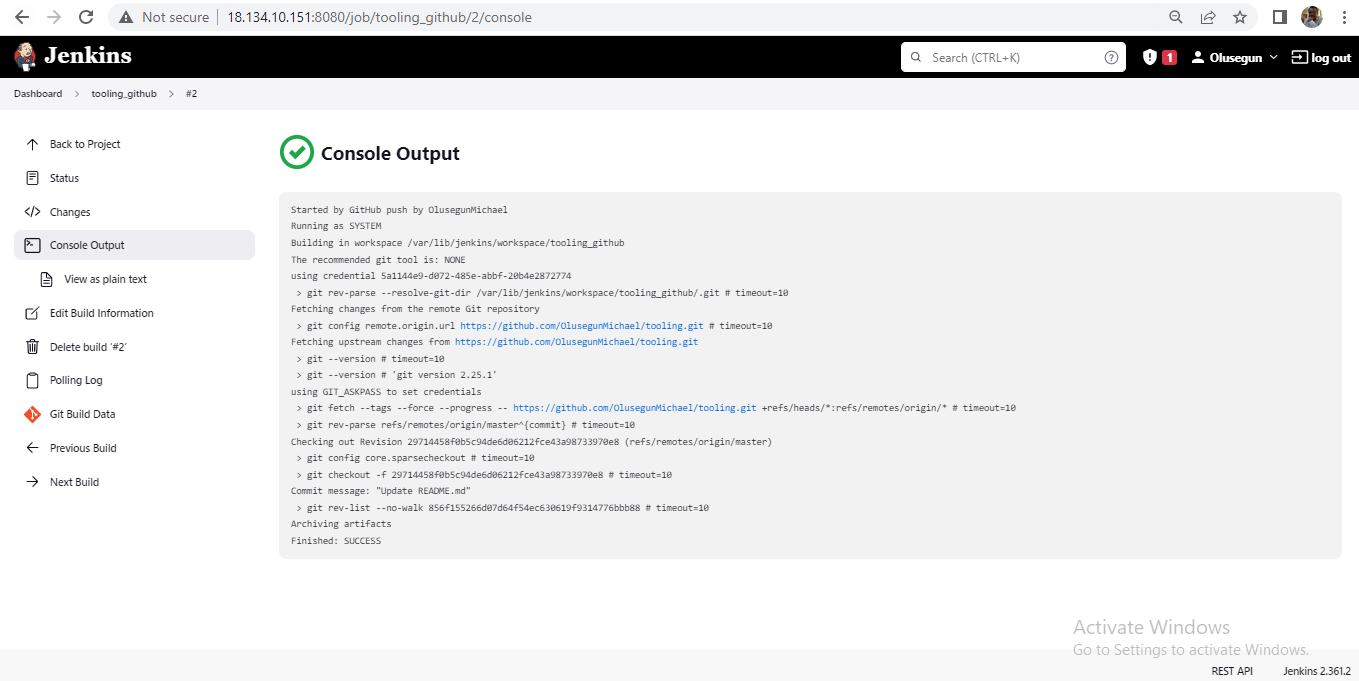 Not secure | 18.134.10.151:8080/job/tooling_github/2/console
Jenkins
Search (CTRL+K)
1
Olusegun
log out
Dashboard > tooling_github > #2
Back to Project
Status
Changes
Console Output
View as plain text
Edit Build Information
Delete build ‘#2’
Polling Log
Git Build Data
Previous Build
Next Build
Console Output
Started by GitHub push by OlusegunMichael
Running as SYSTEM
Building in workspace /var/lib/jenkins/workspace/tooling_github
The recommended git tool is: NONE
using credential 5a1144e9-d072-485e-abbf-20b4e2872774
> git rev-parse --resolve-git-dir /var/lib/jenkins/workspace/tooling_github/.git # timeout=10
Fetching changes from the remote Git repository
> git config remote.origin.url https://github.com/OlusegunMichael/tooling.git # timeout=10
Fetching upstream changes from https://github.com/OlusegunMichael/tooling.git
> git --version # timeout=10
> git --version # 'git version 2.25.1'
using GIT_ASKPASS to set credentials
> git fetch --tags --force --progress -- https://github.com/OlusegunMichael/tooling.git +refs/heads/*:refs/remotes/origin/* # timeout=10
> git rev-parse refs/remotes/origin/master^{commit} # timeout=10
Checking out Revision 29714458f0b5c94de6d06212fce43a98733970e8 (refs/remotes/origin/master)
> git config core.sparsecheckout # timeout=10
> git checkout -f 29714458f0b5c94de6d06212fce43a98733970e8 # timeout=10
Commit message: "Update README.md"
> git rev-list --no-walk 856f155266d07d64f54ec630619f9314776bbb88 # timeout=10
Archiving artifacts
Finished: SUCCESS
Activate Windows
Go to Settings to activate Windows.
REST API
Jenkins 2.361.2